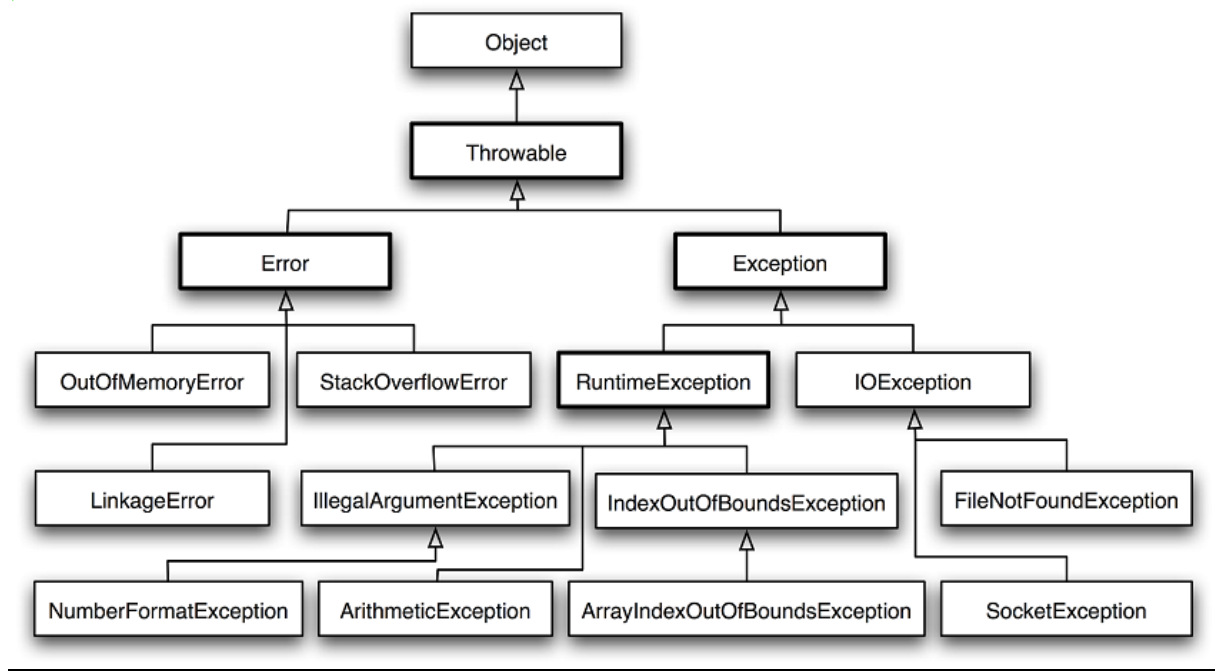 Object
Throwable
Error
Exception
OutOfMemoryError
StackOverflowError
RuntimeException
IOException
LinkageError
IllegalArgumentException
IndexOutOfBoundsException
FileNotFoundException
NumberFormatException
ArithmeticException
ArrayIndexOutOfBoundsException
SocketException